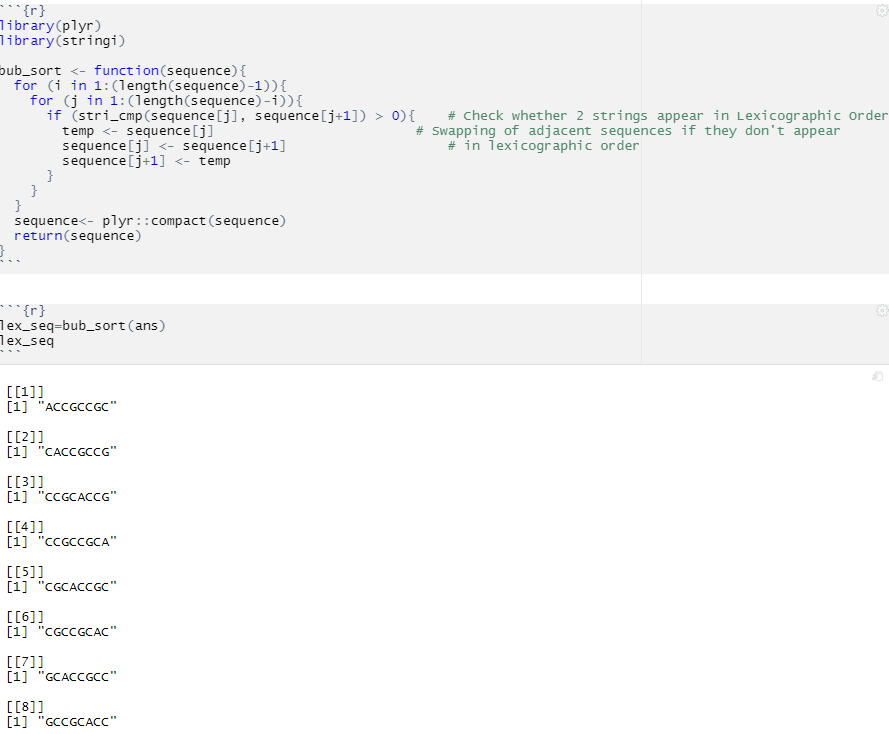 ```{r}
library(plyr)
library(stringi)
bub_sort <- function(sequence){
  for (i in 1:(length(sequence)-1)){
    for (j in 1:(length(sequence)-i)){
      if (stri_cmp(sequence[j], sequence[j+1]) > 0){    # Check whether 2 strings appear in Lexicographic Order
        temp <- sequence[j]                         # Swapping of adjacent sequences if they don't appear
        sequence[j] <- sequence[j+1]                    # in lexicographic order
        sequence[j+1] <- temp
      }
    }
  }
  sequence<- plyr::compact(sequence)
  return(sequence)
}
```
```{r}
lex_seq=bub_sort(ans)
lex_seq
```
[[1]]
[1] "ACCGCCGC"
[[2]]
[1] "CACCGCCG"
[[3]]
[1] "CCGCACCG"
[[4]]
[1] "CCGCCGCA"
[[5]]
[1] "CGCACCGC"
[[6]]
[1] "CGCCGCAC"
[[7]]
[1] "GCACCGCC"
[[8]]
[1] "GCCGCACC"